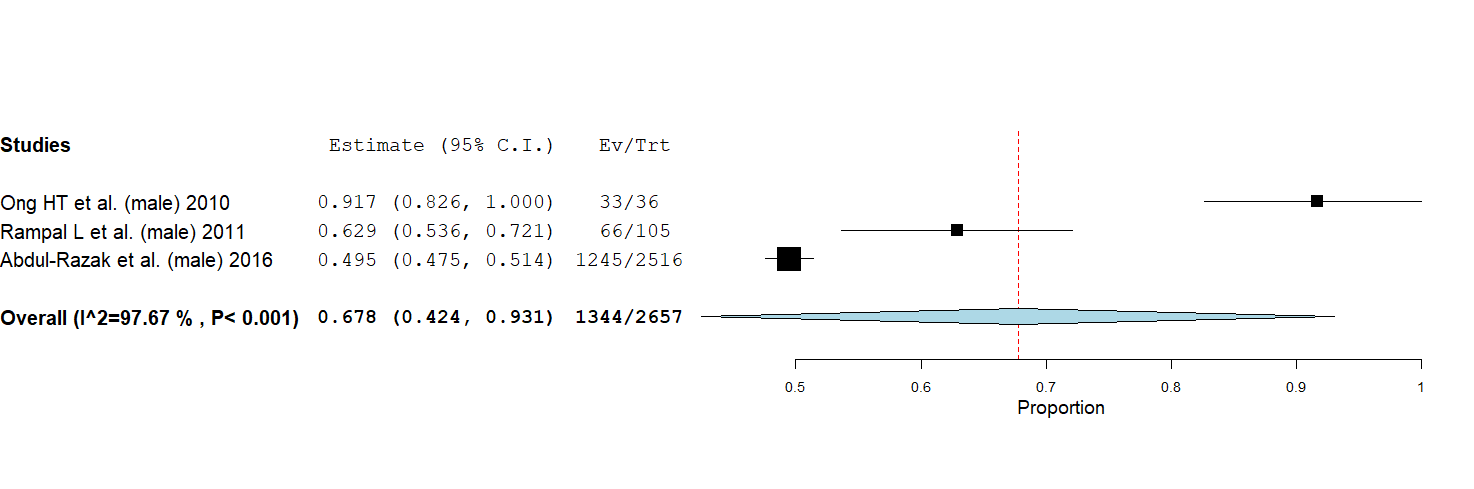 Studies Estimate (95% C.I.) Ev/Trt
Ong HT et al. (male) 2010 0.917 (0.826, 1.000) 33/36
Rampal L et al. (male) 2011 0.629 (0.536, 0.721) 66/105
Abdul-Razak et al. (male) 2016 0.495 (0.475, 0.514) 1245/2516
Overall (I^2=97.67 % , P< 0.001) 0.678 (0.424, 0.931) 1344/2657
0.5 0.6 0.7 0.8 0.9 1
Proportion